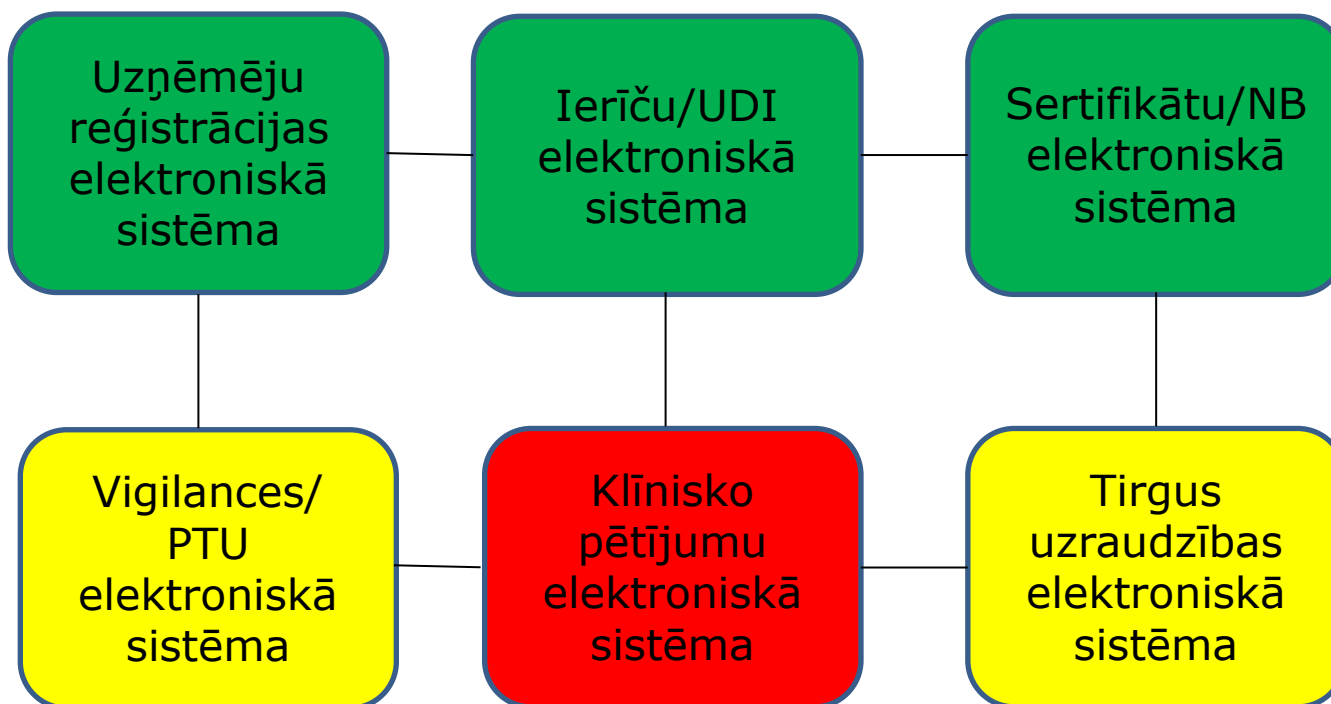 Uzņēmēju
reģistrācijas
elektroniskā
sistēma
Ierīču/UDI
elektroniskā
sistēma
Sertifikātu/NB
elektroniskā
sistēma
Vigilances/
PTU
elektroniskā
sistēma
Klīnisko
pētījumu
elektroniskā
sistēma
Tirgus
uzraudzības
elektroniskā
sistēma